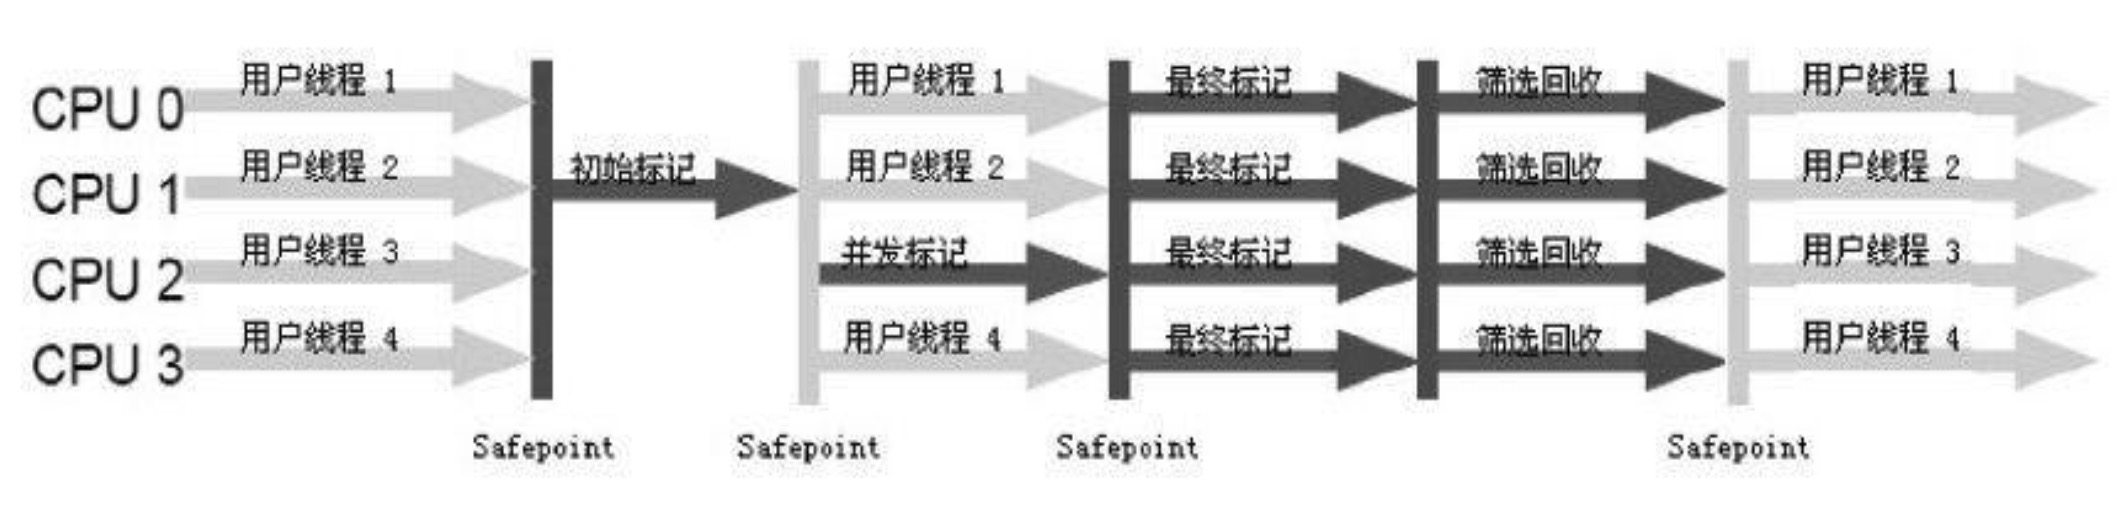 CPU 0 用户线程 1 用户线程 1 最终标记 筛选回收 用户线程 1
CPU 1 用户线程 2 初始标记 用户线程 2 最终标记 筛选回收 用户线程 2
CPU 2 用户线程 3 并发标记 最终标记 筛选回收 用户线程 3
CPU 3 用户线程 4 用户线程 4 最终标记 筛选回收 用户线程 4
Safepoint Safepoint Safepoint Safepoint